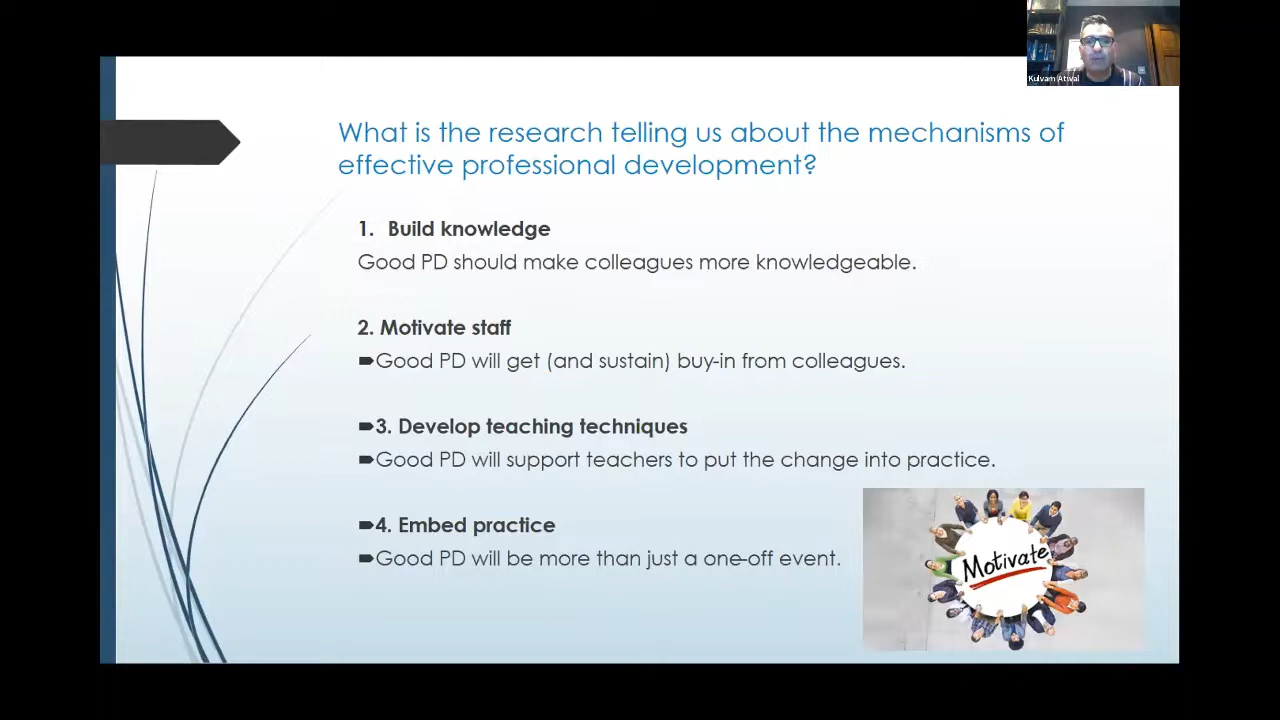 Kulvam Atwal
What is the research telling us about the mechanisms of
effective professional development?
1. Build knowledge
Good PD should make colleagues more knowledgeable.
2. Motivate staff
Good PD will get (and sustain) buy-in from colleagues.
3. Develop teaching techniques
Good PD will support teachers to put the change into practice.
4. Embed practice
Good PD will be more than just a one-off event.
Motivate